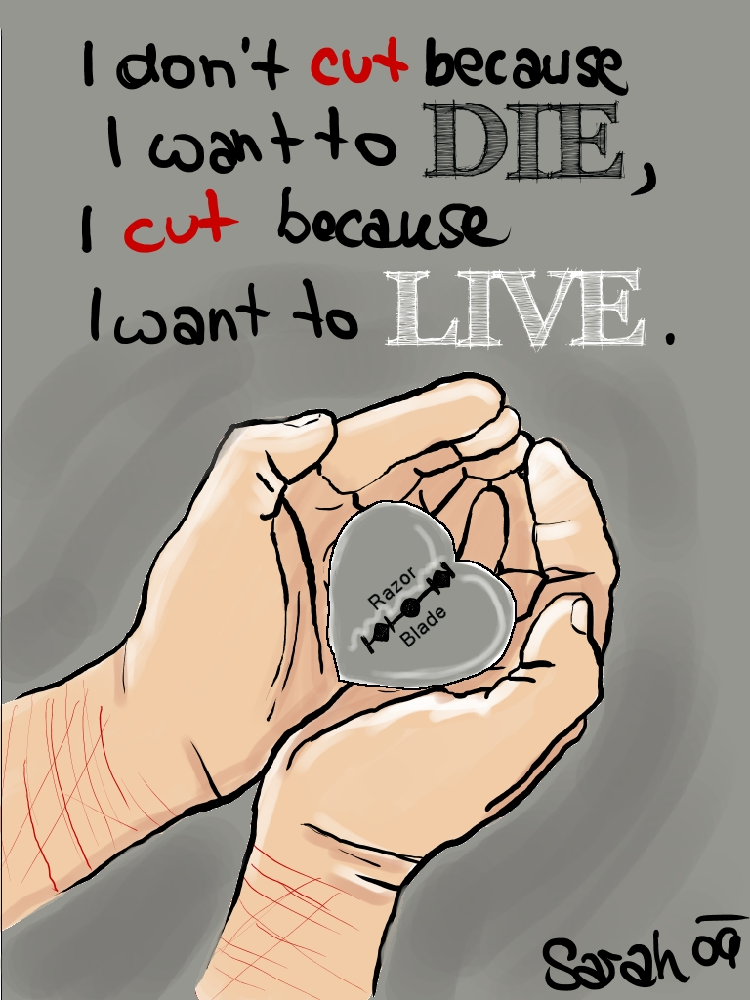 I don't cut because
I want to DIE,
I cut because
I want to LIVE.
Razor
Blade
Sarah 09